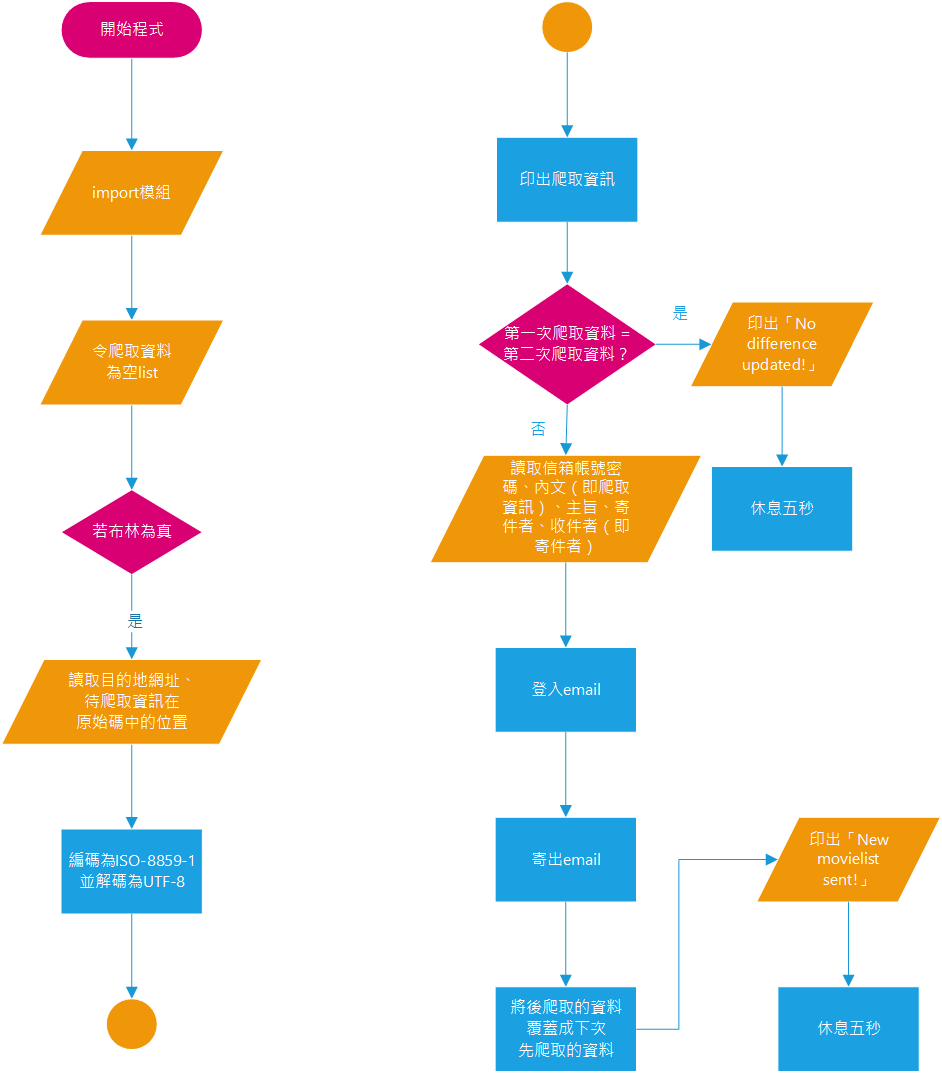 開始程式
import模組
令爬取資料
為空list
若布林為真
是
讀取目的地網址、
待爬取資訊在
原始碼中的位置
編碼為ISO-8859-1
並解碼為UTF-8
印出爬取資訊
第一次爬取資料 =
第二次爬取資料？
是
印出「No
difference
updated!」
休息五秒
否
讀取信箱帳號密
碼、內文（即爬取
資訊）、主旨、寄
件者、收件者（即
寄件者）
登入email
寄出email
將後爬取的資料
覆蓋成下次
先爬取的資料
印出「New
movielist
sent!」
休息五秒